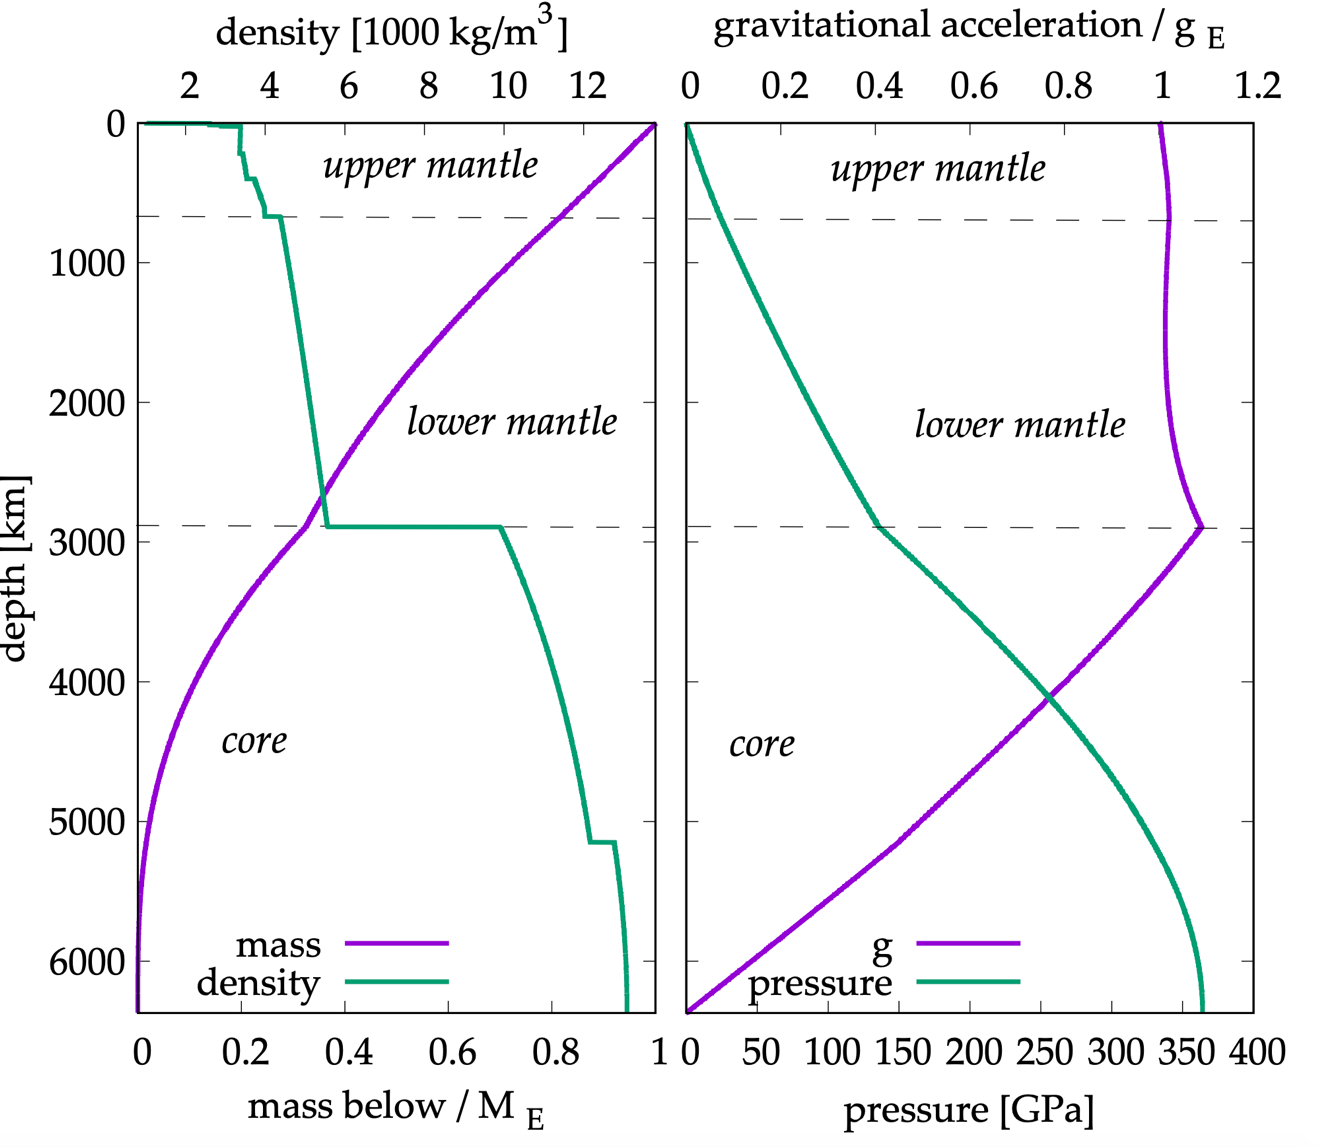 density [1000 kg/m³]
gravitational acceleration / g E
2 4 6 8 10 12
0 0.2 0.4 0.6 0.8 1 1.2
0
1000
2000
3000
4000
5000
6000
depth [km]
upper mantle
lower mantle
core
mass
density
upper mantle
lower mantle
core
g
pressure
0 0.2 0.4 0.6 0.8 1
0 50 100 150 200 250 300 350 400
mass below / M E
pressure [GPa]